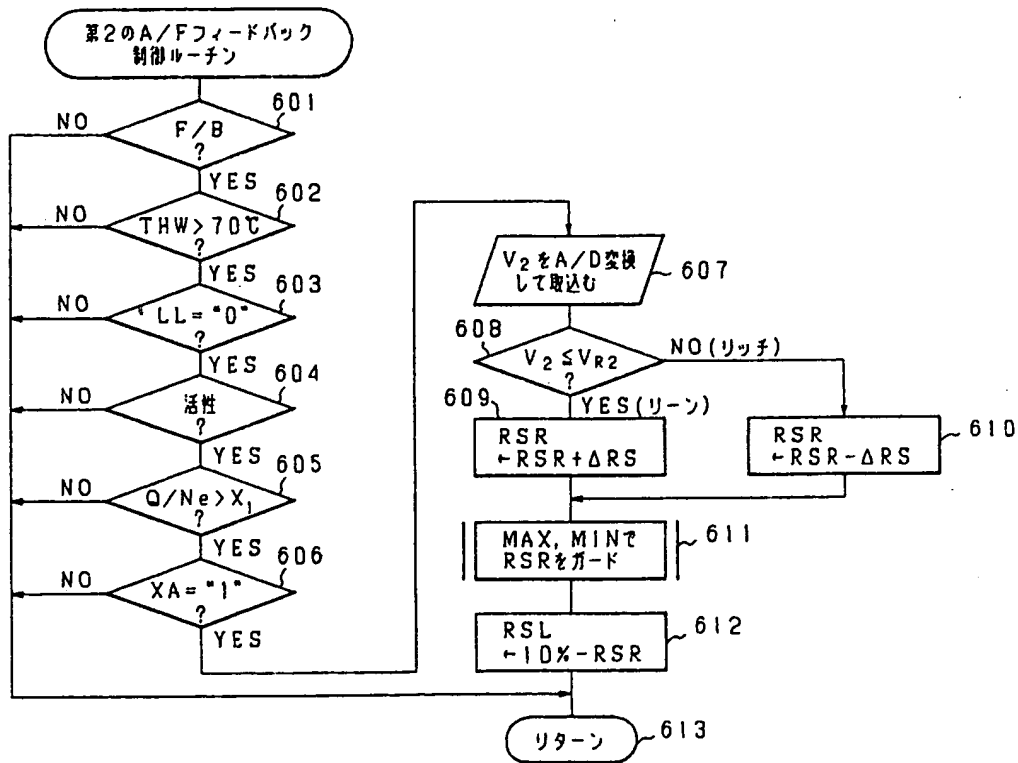 第2のA/Fフィードバック
制御ルーチン
601
NO
F/B
?
YES
602
NO
THW>70℃
?
YES
603
NO
LL="0"
?
YES
604
NO
活性
?
YES
605
NO
Q/Ne>X1
?
YES
606
NO
XA="1"
?
YES
V2をA/D変換
して取込む
607
608
V2≤VR2
?
NO(リッチ)
YES(リーン)
609
RSR
←RSR+ΔRS
RSR
←RSR-ΔRS
610
MAX,MINで
RSRをガード
611
RSL
←10%-RSR
612
リターン
613